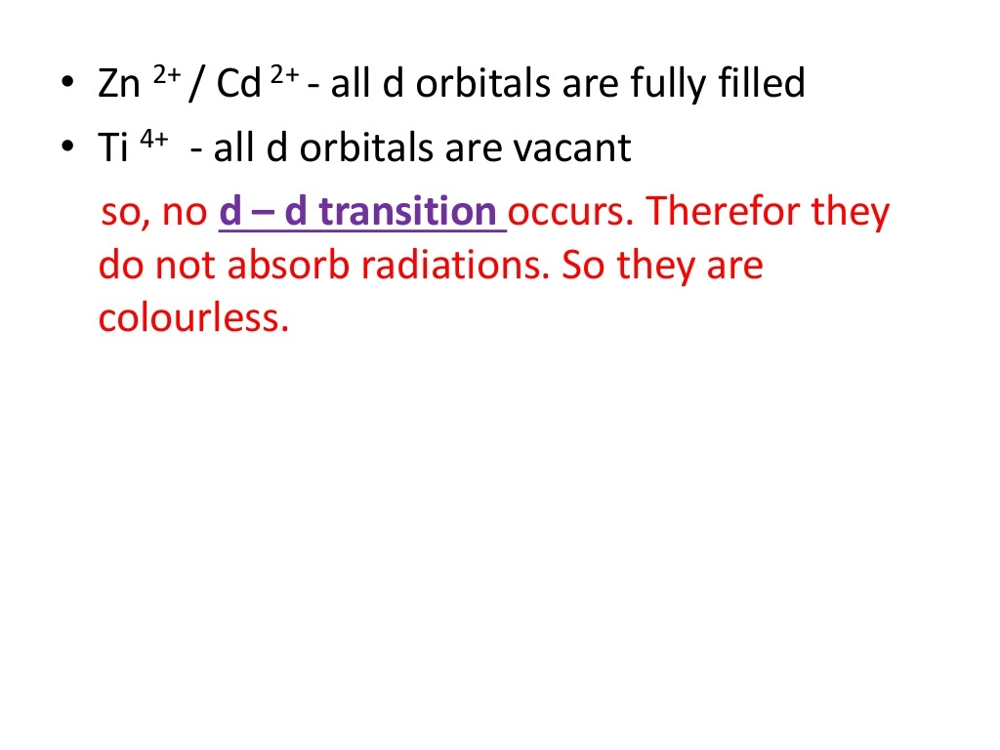 • Zn ²⁺ / Cd ²⁺ - all d orbitals are fully filled
• Ti ⁴⁺ - all d orbitals are vacant
so, no d – d transition occurs. Therefor they
do not absorb radiations. So they are
colourless.